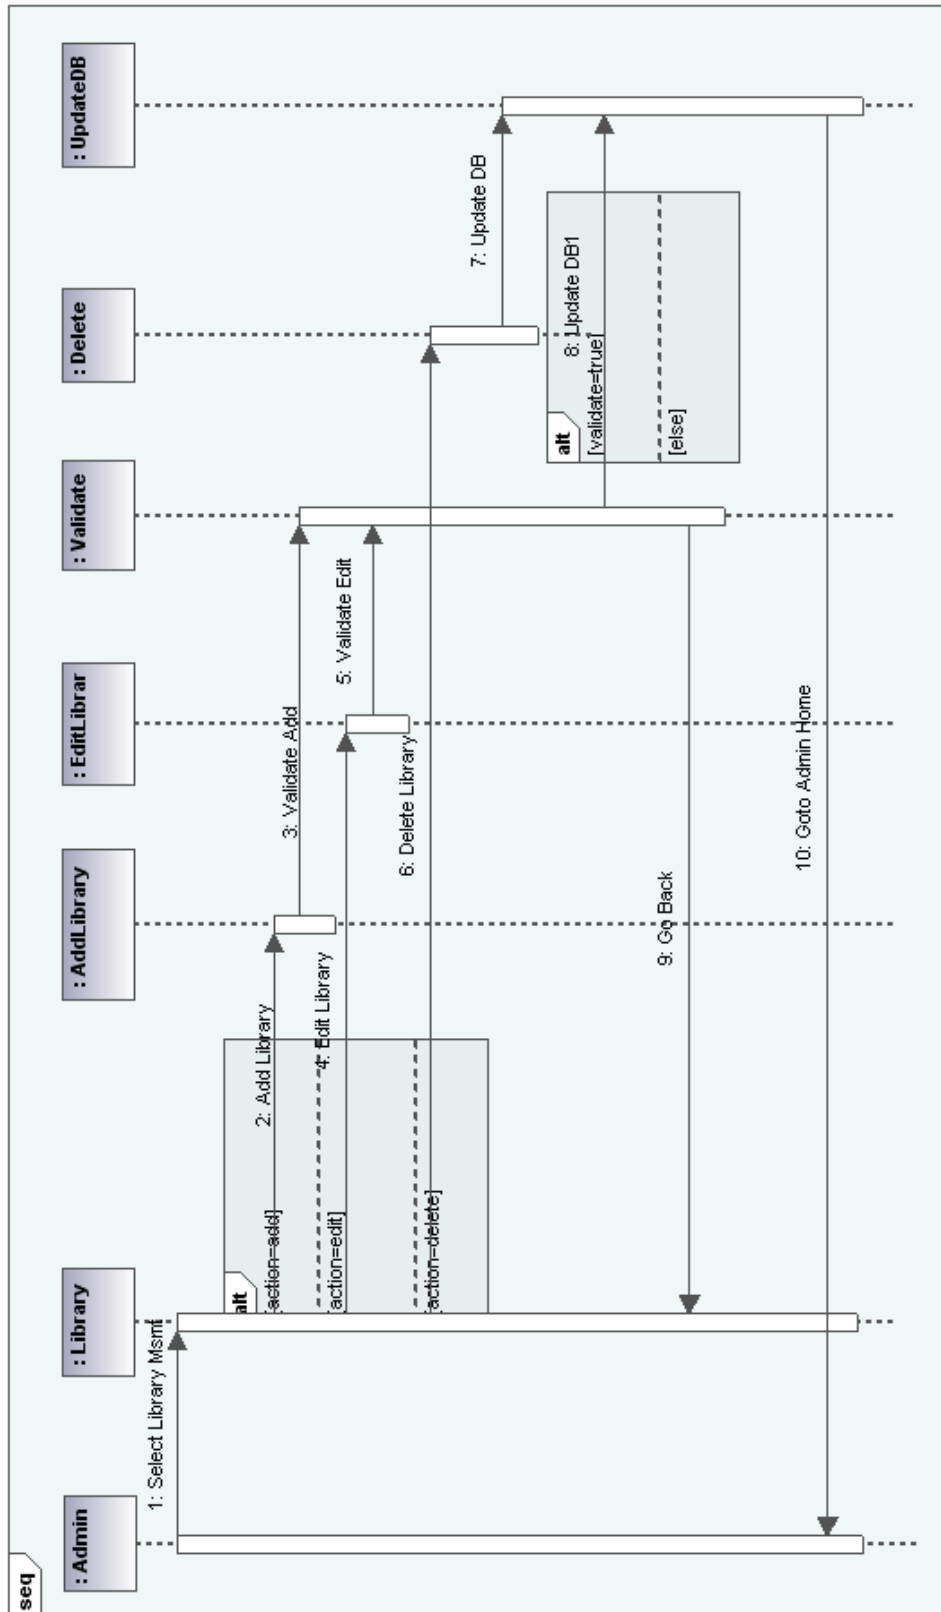 seq
: Admin
: Library
: AddLibrary
: EditLibrar
: Validate
: Delete
: UpdateDB
1: Select Library Msmt
alt
[action=add]
2: Add Library
3: Validate Add
[action=edit]
4: Edit Library
5: Validate Edit
[action=delete]
6: Delete Library
7: Update DB
alt
[validate=true]
8: Update DB1
[else]
9: Go Back
10: Goto Admin Home